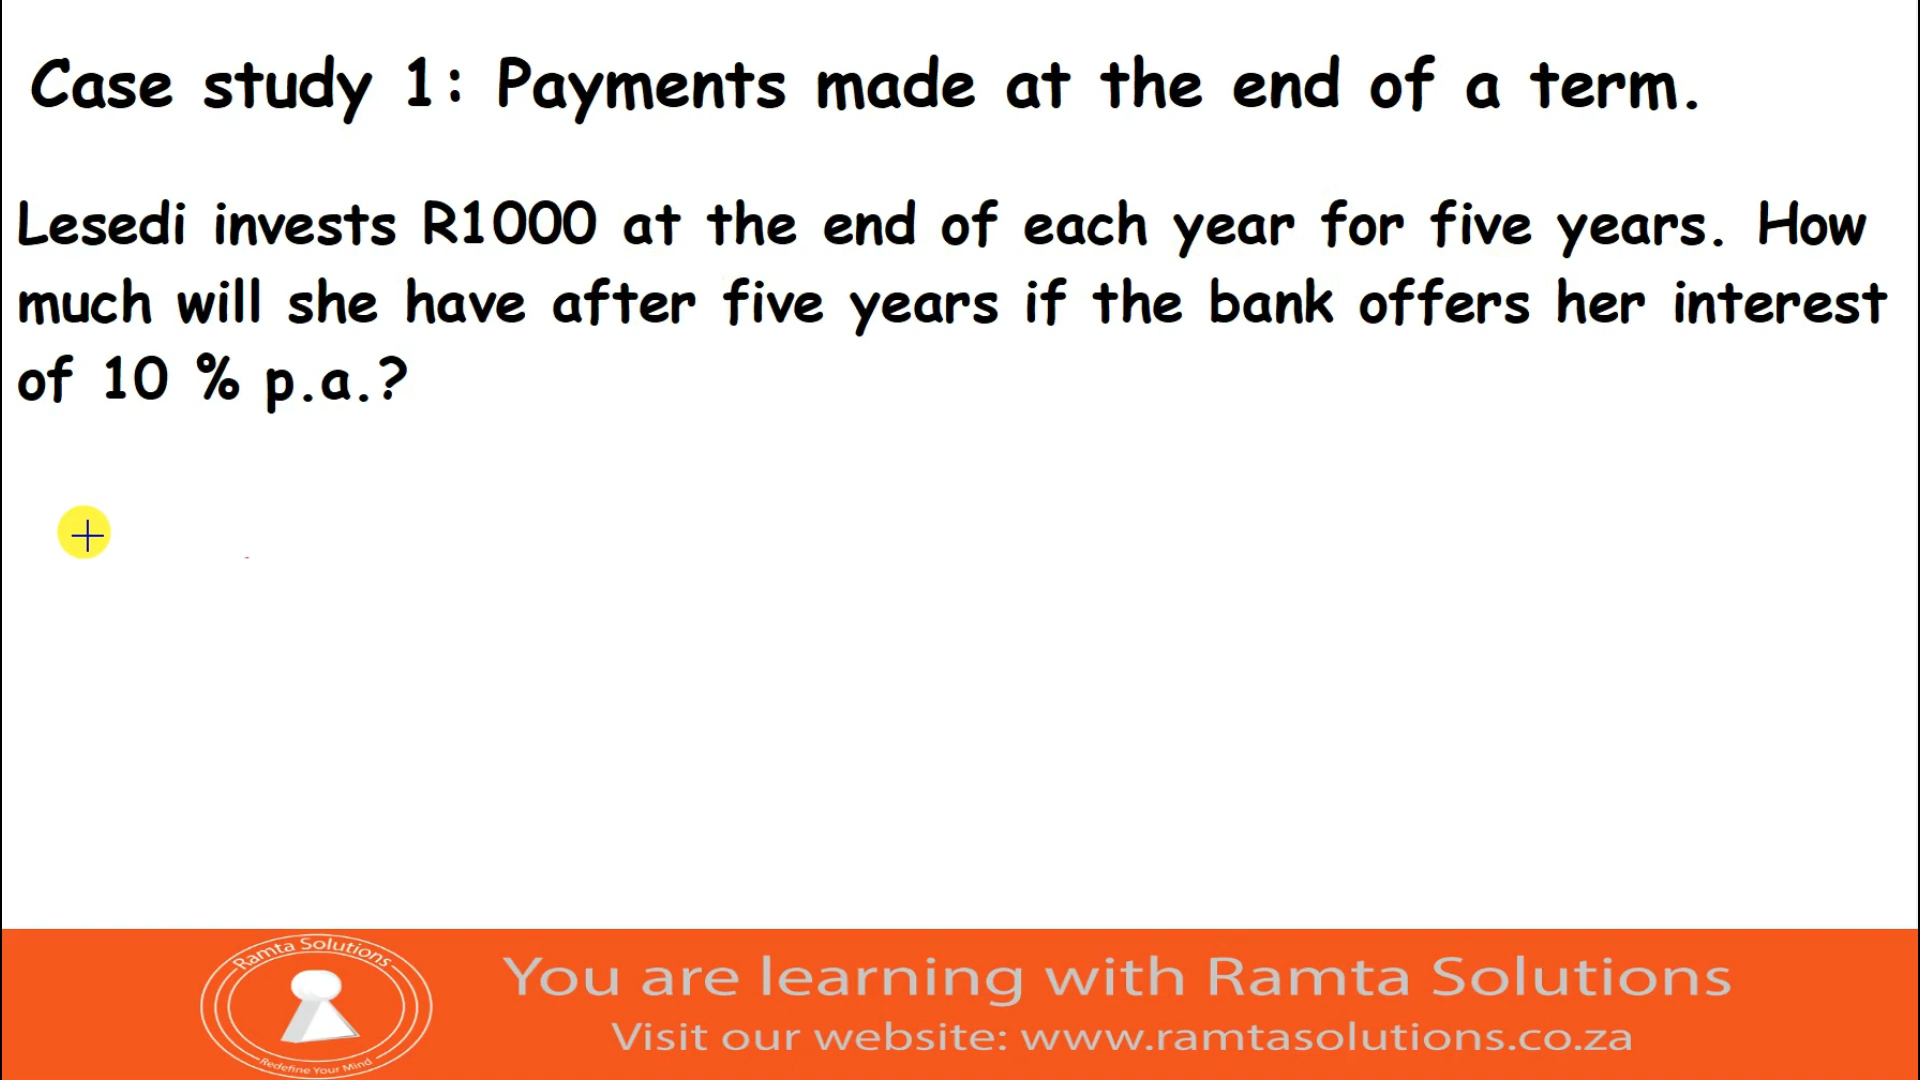 Case study 1: Payments made at the end of a term.
Lesedi invests R1000 at the end of each year for five years. How
much will she have after five years if the bank offers her interest
of 10 % p.a.?
Ramta Solutions
Redefine Your Mind
You are learning with Ramta Solutions
Visit our website: www.ramtasolutions.co.za